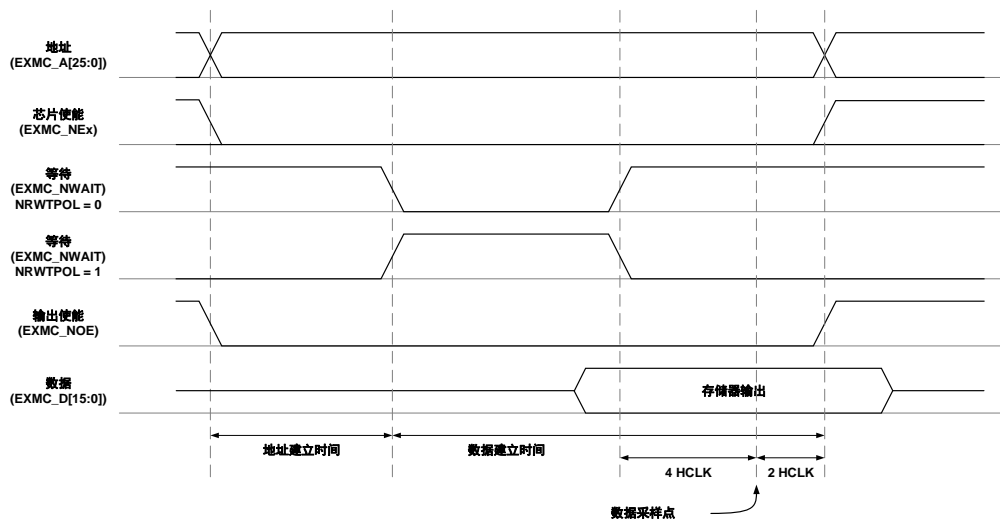 地址
(EXMC_A[25:0])
芯片使能
(EXMC_NEx)
等待
(EXMC_NWAIT)
NRWTPOL = 0
等待
(EXMC_NWAIT)
NRWTPOL = 1
输出使能
(EXMC_NOE)
数据
(EXMC_D[15:0])
存储器输出
地址建立时间
数据建立时间
4 HCLK
2 HCLK
数据采样点